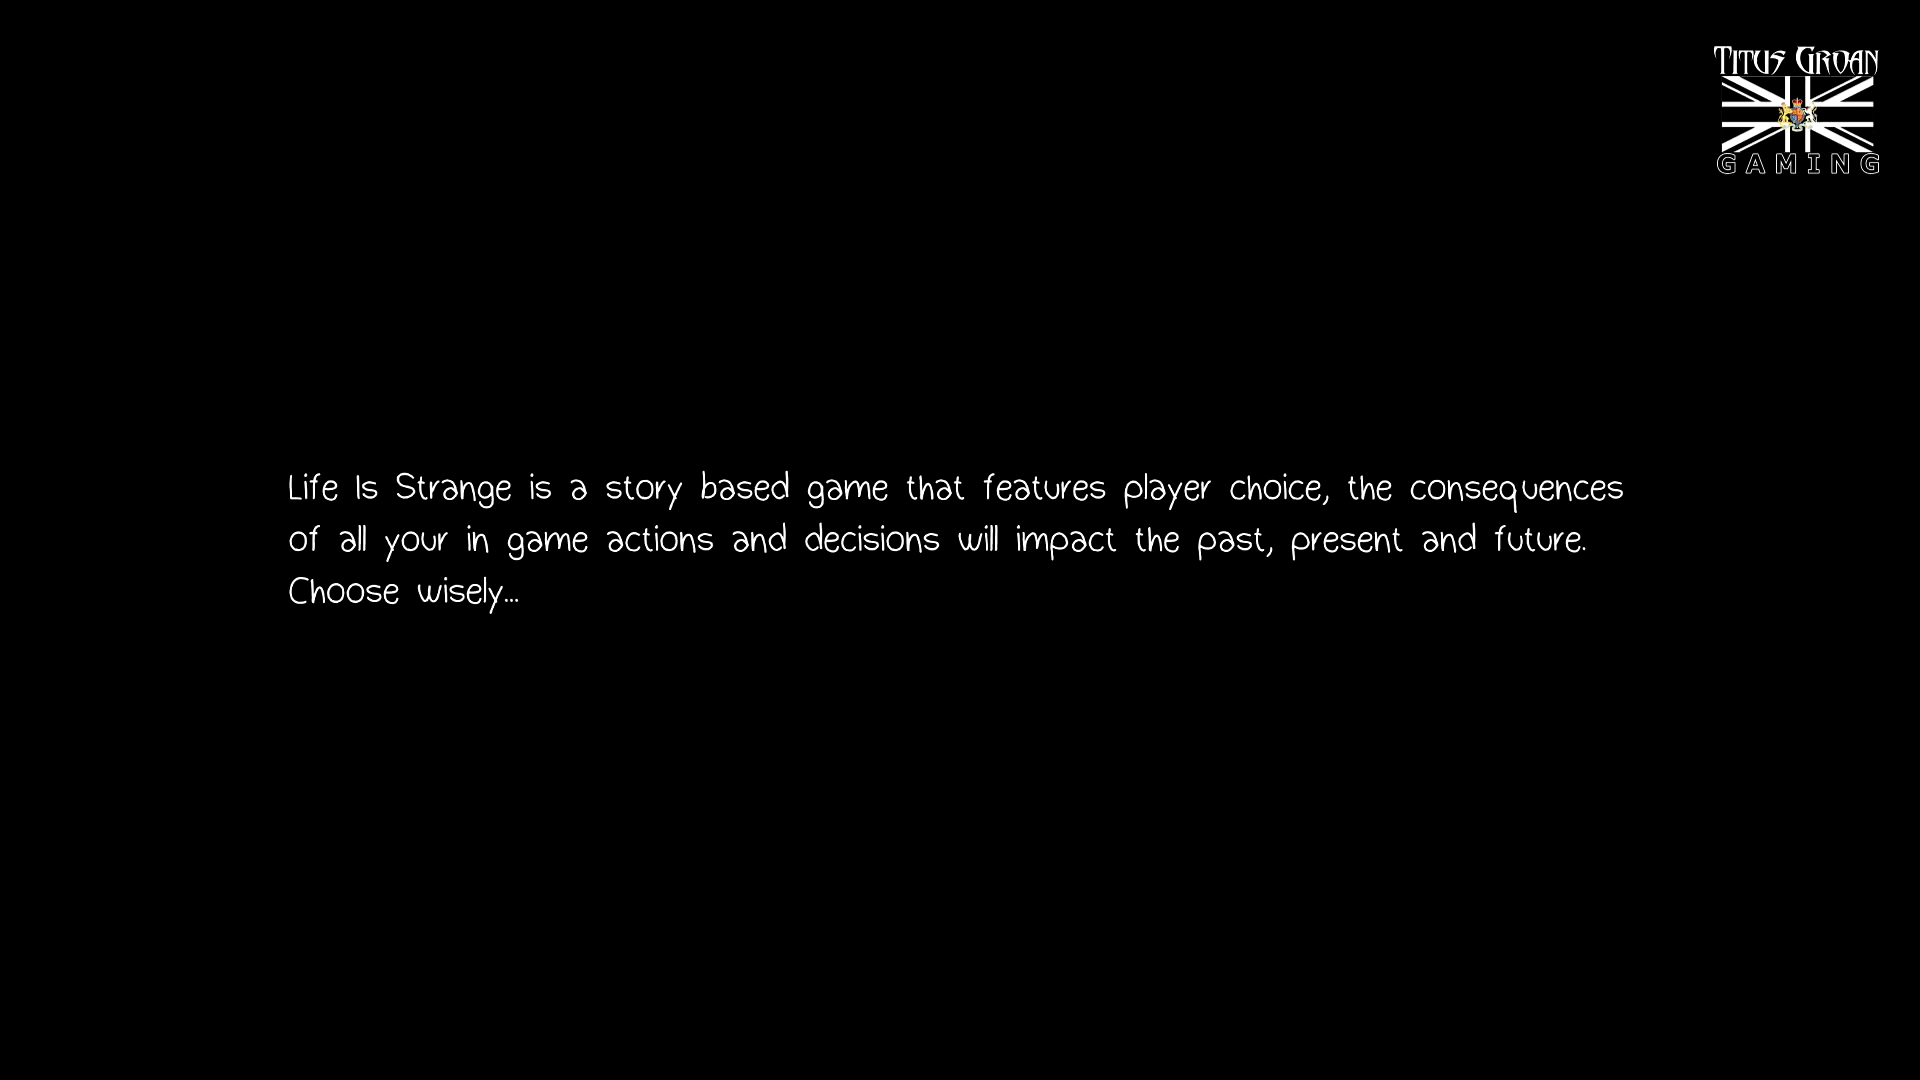 TITUS GROAN
GAMING
Life Is Strange is a story based game that features player choice, the consequences
of all your in game actions and decisions will impact the past, present and future.
Choose wisely...